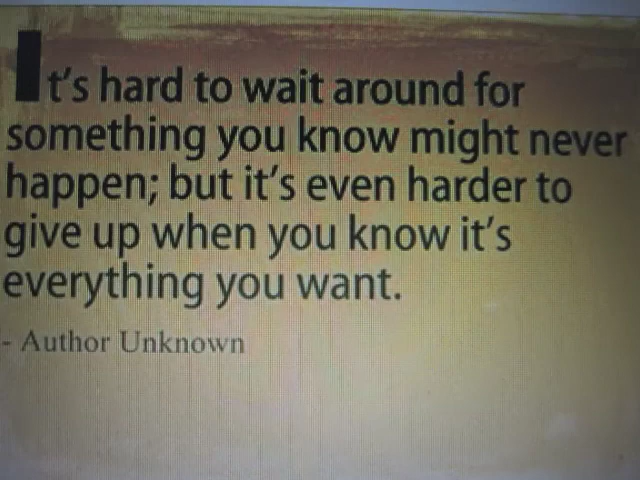 It's hard to wait around for
something you know might never
happen; but it's even harder to
give up when you know it's
everything you want.
- Author Unknown